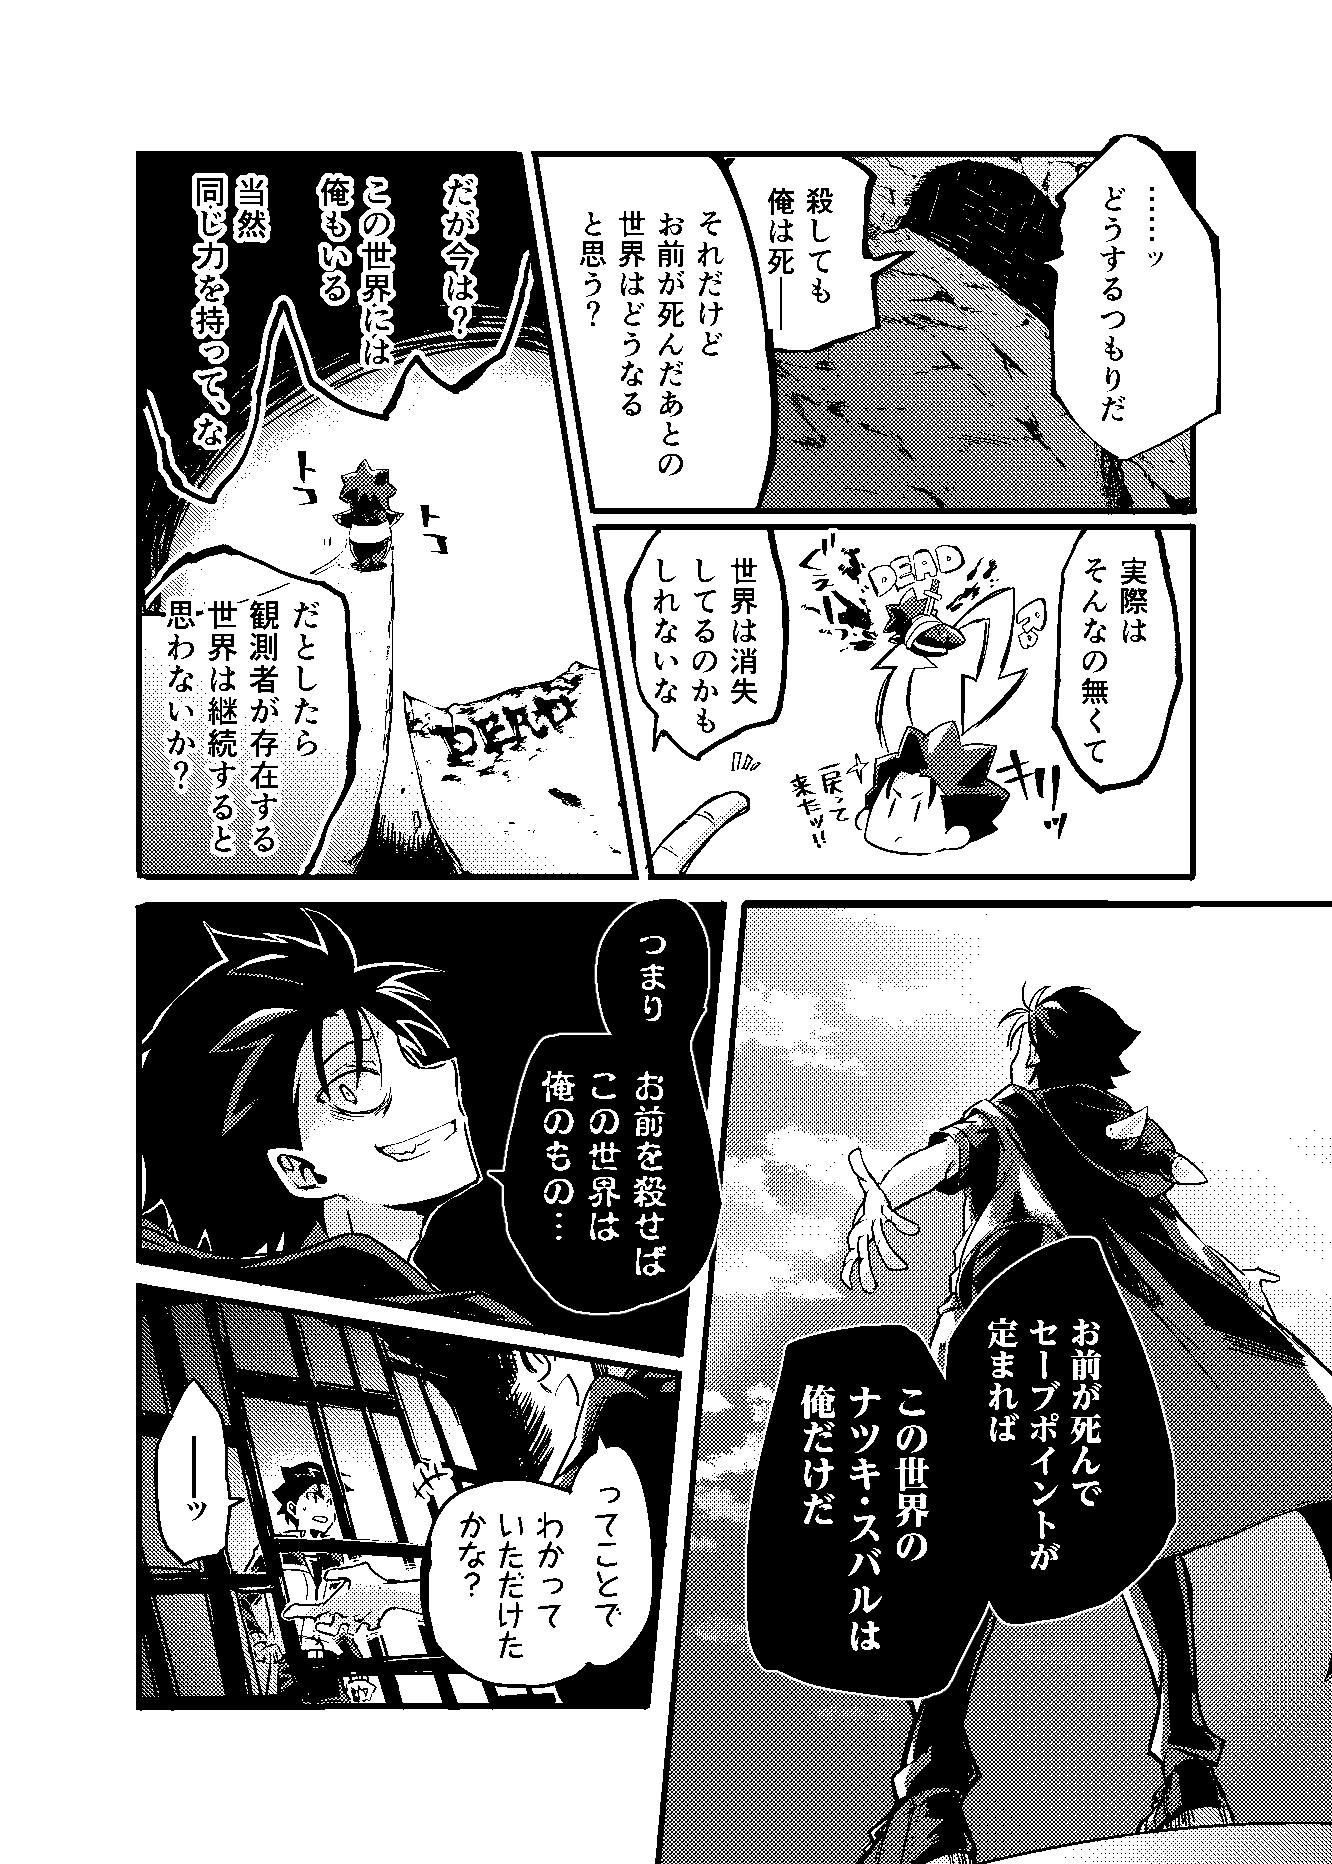 ……ッ
どうするつもりだ
殺しても
俺は死──
それだけど
お前が死んだあとの
世界はどうなる
と思う？
実際は
そんなの無くて
DEAD
キリッ
戻って
来たッ!!
世界は消失
してるのかも
しれないな
だが今は？
この世界には
俺もいる
当然
同じ力を持って、な
トコ
トコ
DEAD
だとしたら
観測者が存在する
世界は継続すると
思わないか？
お前が死んで
セーブポイントが
定まれば
この世界の
ナツキ・スバルは
俺だけだ
つまり
お前を殺せば
この世界は
俺のもの…
ってことで
わかって
いただけた
かな？
──ッ